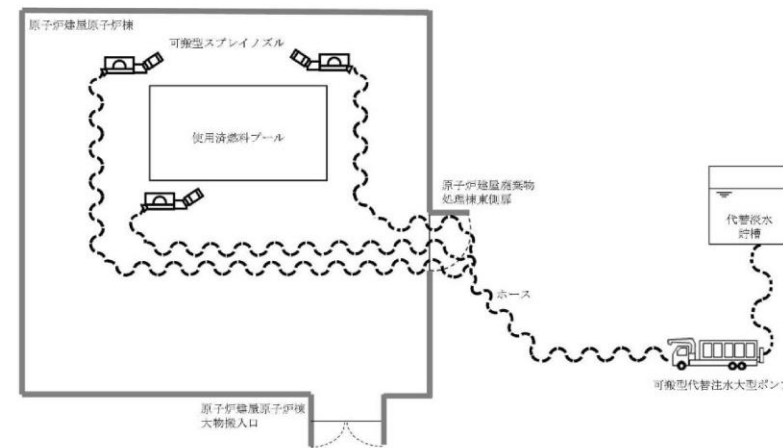 原子炉建屋原子炉棟
可搬型スプレイノズル
使用済燃料プール
原子炉建屋廃棄物
処理棟東側扉
代替淡水
貯槽
ホース
可搬型代替注水大型ポンプ
原子炉建屋原子炉棟
大物搬入口